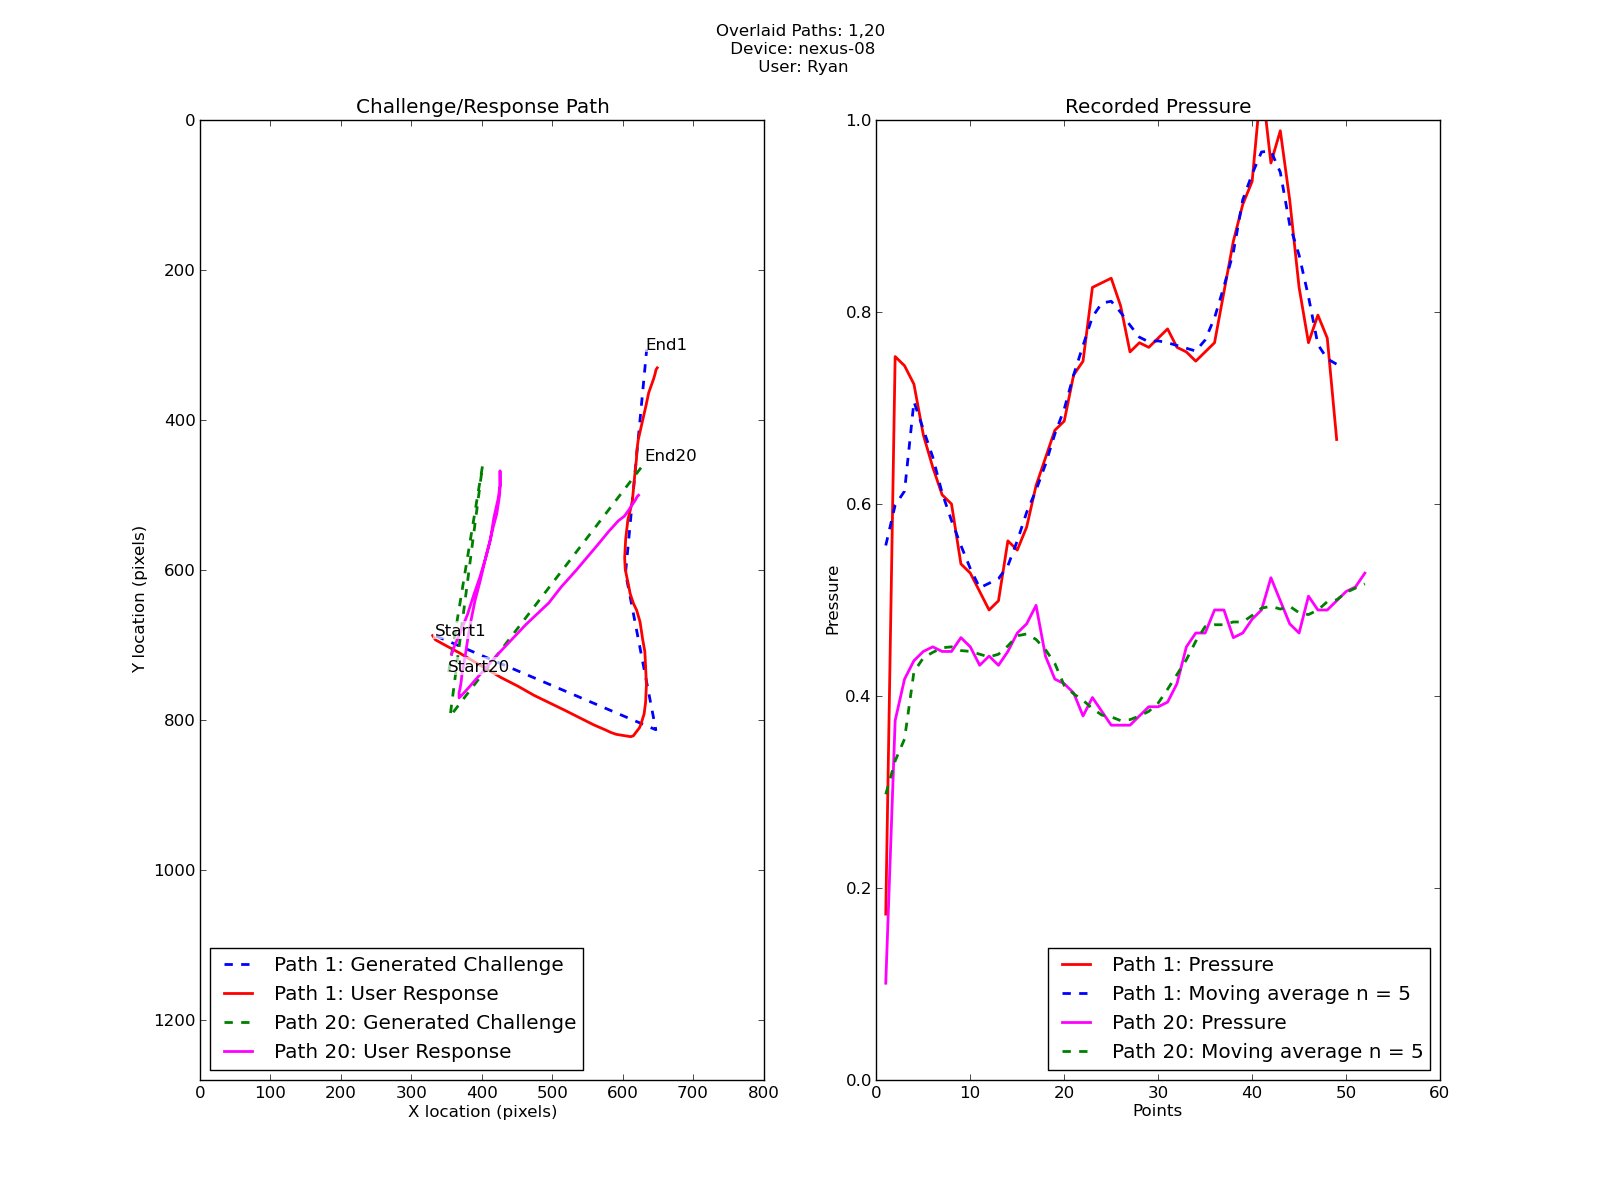 Overlaid Paths: 1,20
Device: nexus-08
User: Ryan
Challenge/Response Path
0
200
400
600
800
1000
1200
Y location (pixels)
End1
End20
Start1
Start20
Path 1: Generated Challenge
Path 1: User Response
Path 20: Generated Challenge
Path 20: User Response
0 100 200 300 400 500 600 700 800
X location (pixels)
Recorded Pressure
1.0
0.8
0.6
0.4
0.2
0.0
Pressure
Path 1: Pressure
Path 1: Moving average n = 5
Path 20: Pressure
Path 20: Moving average n = 5
0 10 20 30 40 50 60
Points